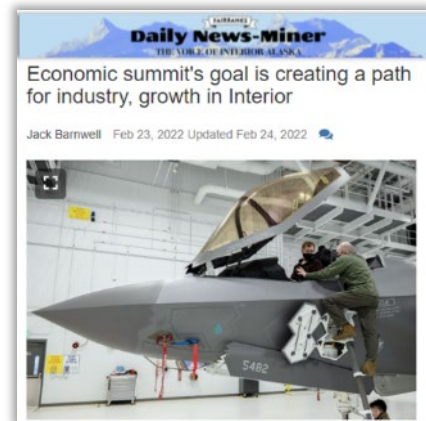 FAIRBANKS
Daily News-Miner
THE VOICE OF INTERIOR ALASKA
Economic summit's goal is creating a path
for industry, growth in Interior
Jack Barnwell Feb 23, 2022 Updated Feb 24, 2022
5482